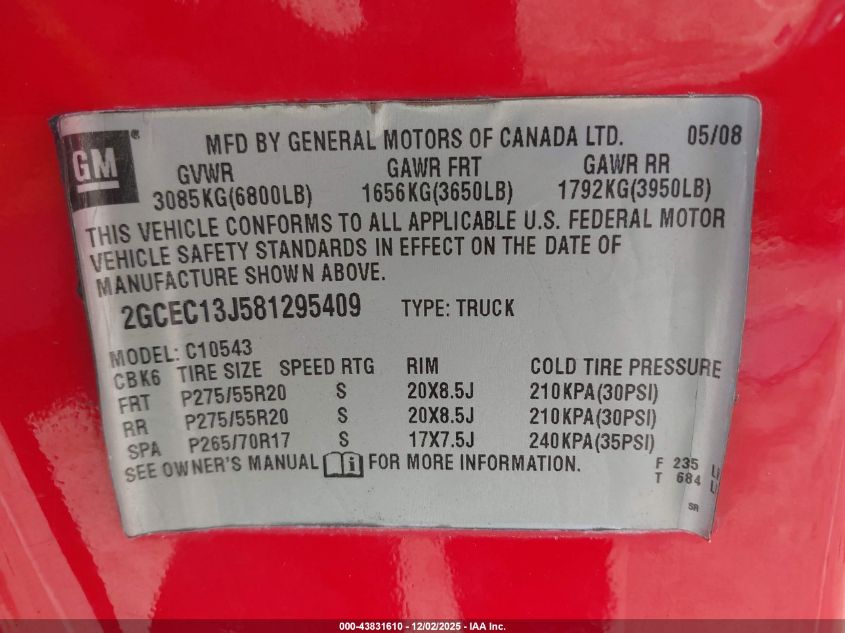 GM®
MFD BY GENERAL MOTORS OF CANADA LTD. 05/08
GVWR GAWR FRT GAWR RR
3085KG(6800LB) 1656KG(3650LB) 1792KG(3950LB)
THIS VEHICLE CONFORMS TO ALL APPLICABLE U.S. FEDERAL MOTOR
VEHICLE SAFETY STANDARDS IN EFFECT ON THE DATE OF
MANUFACTURE SHOWN ABOVE.
2GCEC13J581295409 TYPE: TRUCK
MODEL: C10543
CBK6 TIRE SIZE SPEED RTG RIM COLD TIRE PRESSURE
FRT P275/55R20 S 20X8.5J 210KPA(30PSI)
RR P275/55R20 S 20X8.5J 210KPA(30PSI)
SPA P265/70R17 S 17X7.5J 240KPA(35PSI)
SEE OWNER'S MANUAL i FOR MORE INFORMATION.
F 235
T 684
SR
000-43831610 | 12/02/2025 | IAA Inc.